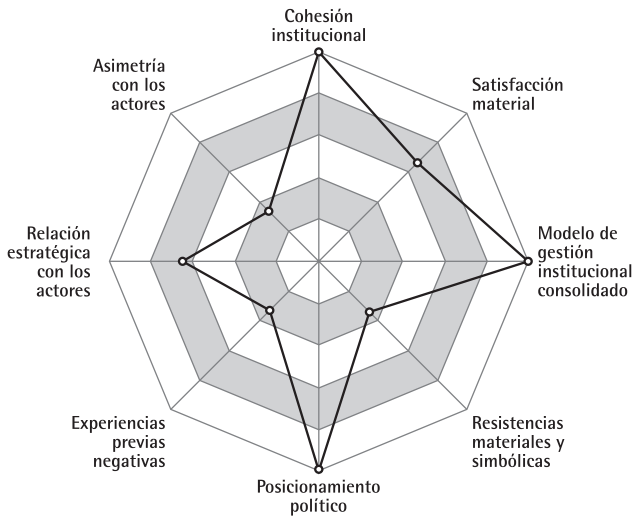 Cohesión
institucional
Satisfacción
material
Modelo de
gestión
institucional
consolidado
Resistencias
materiales y
simbólicas
Posicionamiento
político
Experiencias
previas
negativas
Relación
estratégica
con los
actores
Asimetría
con los
actores